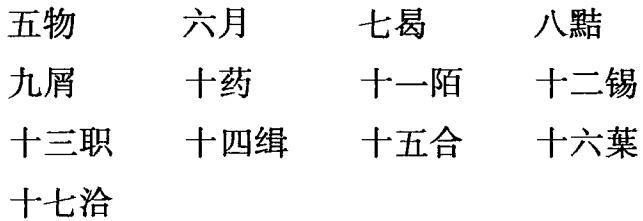 五物 六月 七曷 八黠
九屑 十药 十一陌 十二锡
十三职 十四缉 十五合 十六葉
十七洽